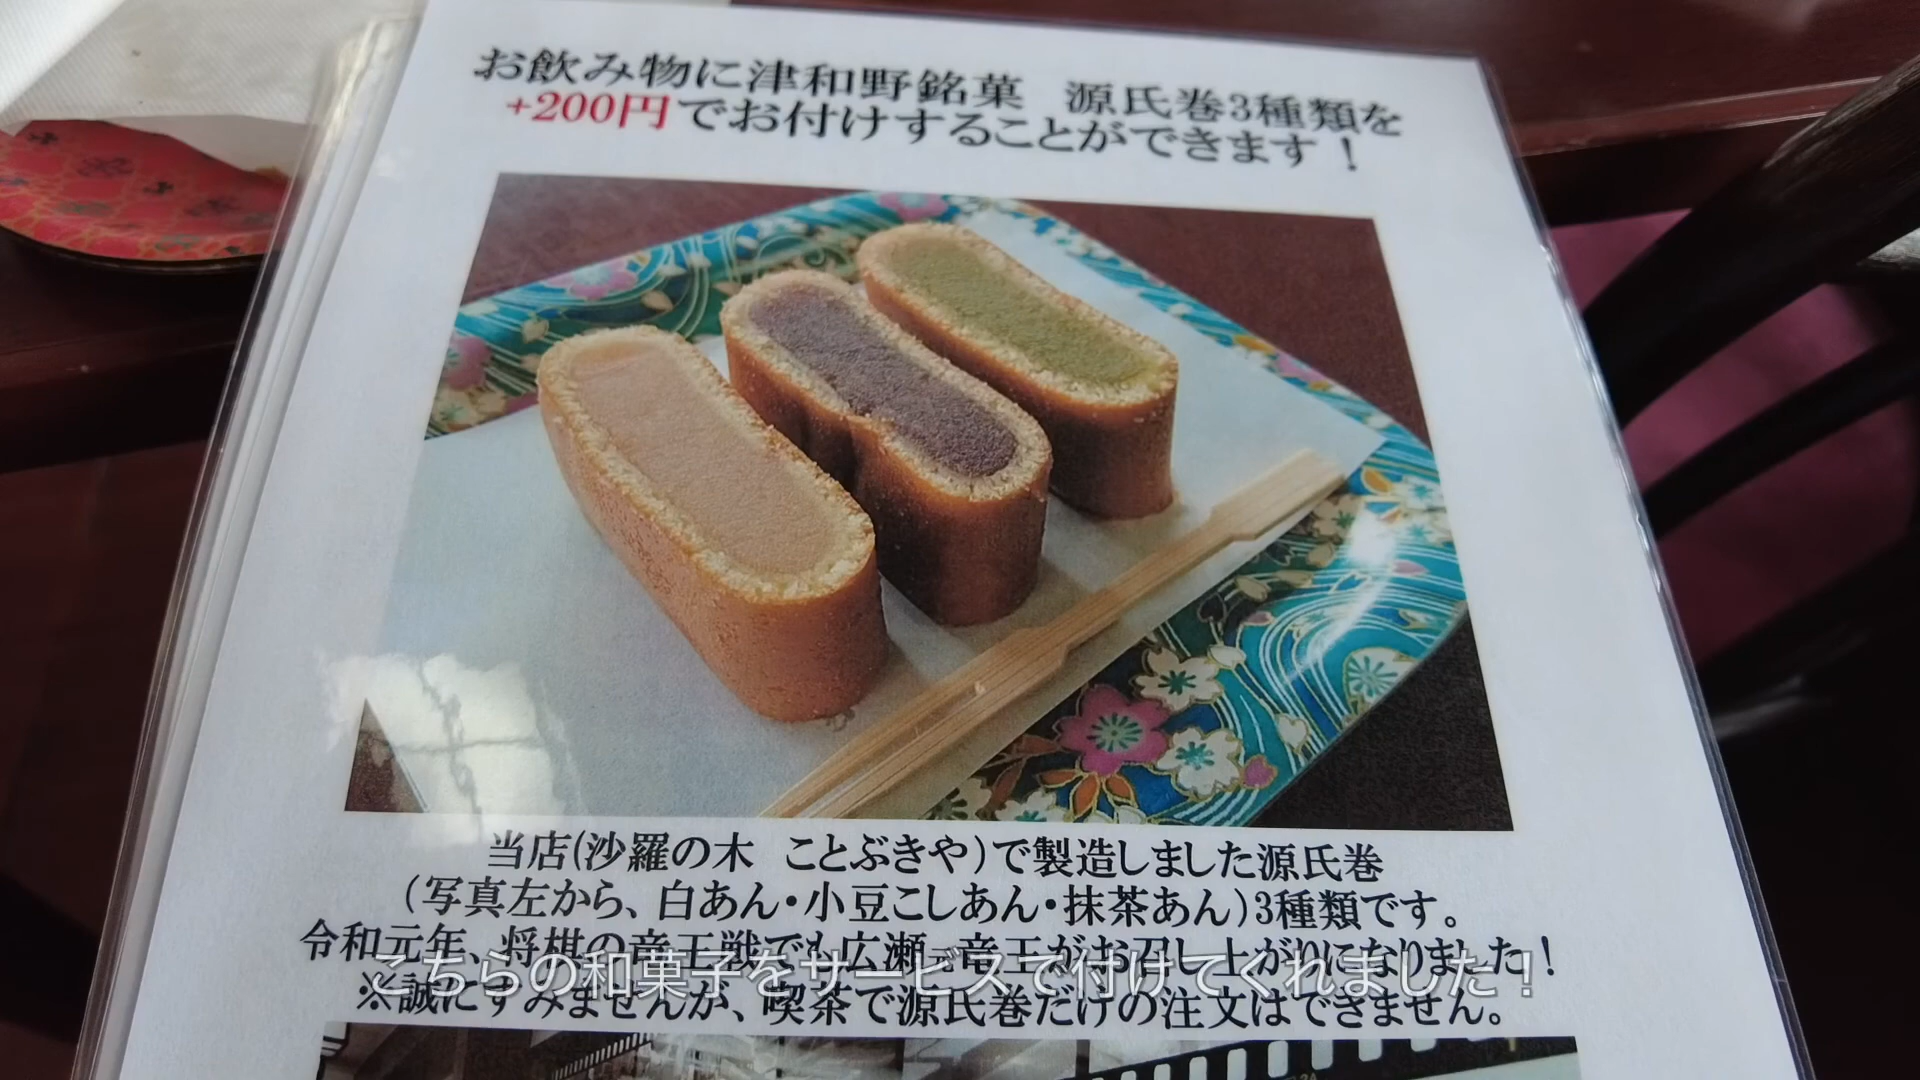 お飲み物に津和野銘菓　源氏巻3種類を
+200円でお付けすることができます！
当店(沙羅の木　ことぶきや)で製造しました源氏巻
（写真左から、白あん・小豆こしあん・抹茶あん）3種類です。
令和元年、将棋の竜王戦でも広瀬元竜王がお召し上がりになりました！
こちらの和菓子をサービスで付けてくれました！
※誠にすみませんが、喫茶で源氏巻だけの注文はできません。